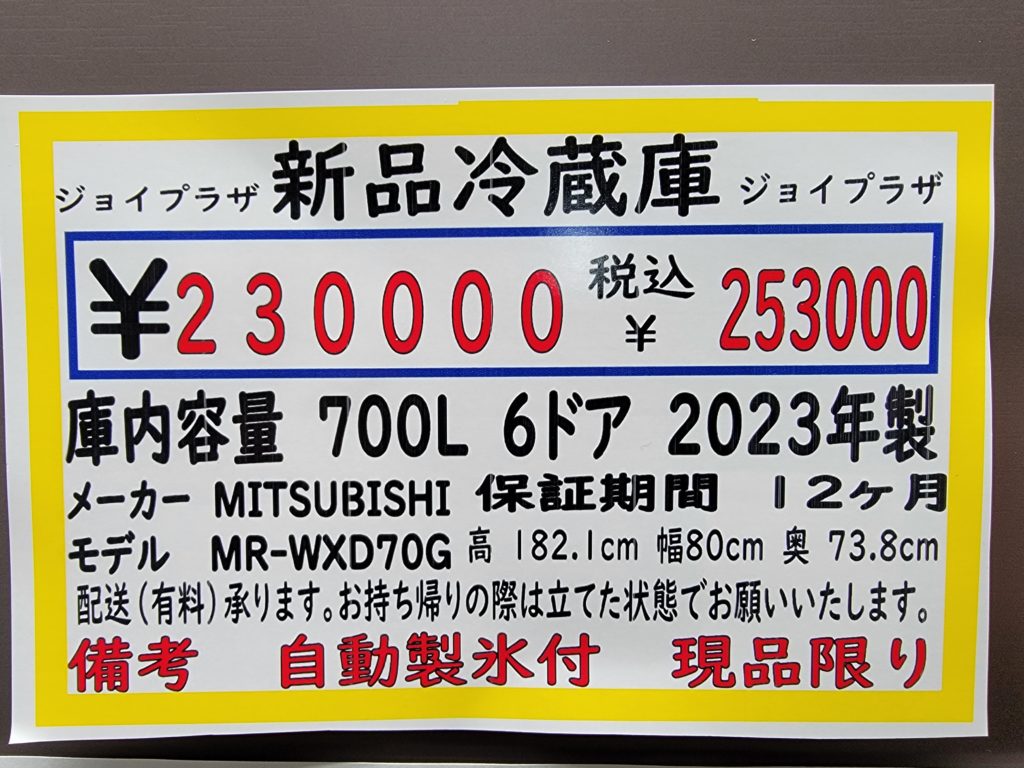 ジョイプラザ 新品冷蔵庫 ジョイプラザ
¥230000 税込 ¥ 253000
庫内容量 700L 6ドア 2023年製
メーカー MITSUBISHI 保証期間 12ヶ月
モデル MR-WXD70G 高 182.1cm 幅80cm 奥 73.8cm
配送(有料)承ります。お持ち帰りの際は立てた状態でお願いいたします。
備考 自動製氷付 現品限り